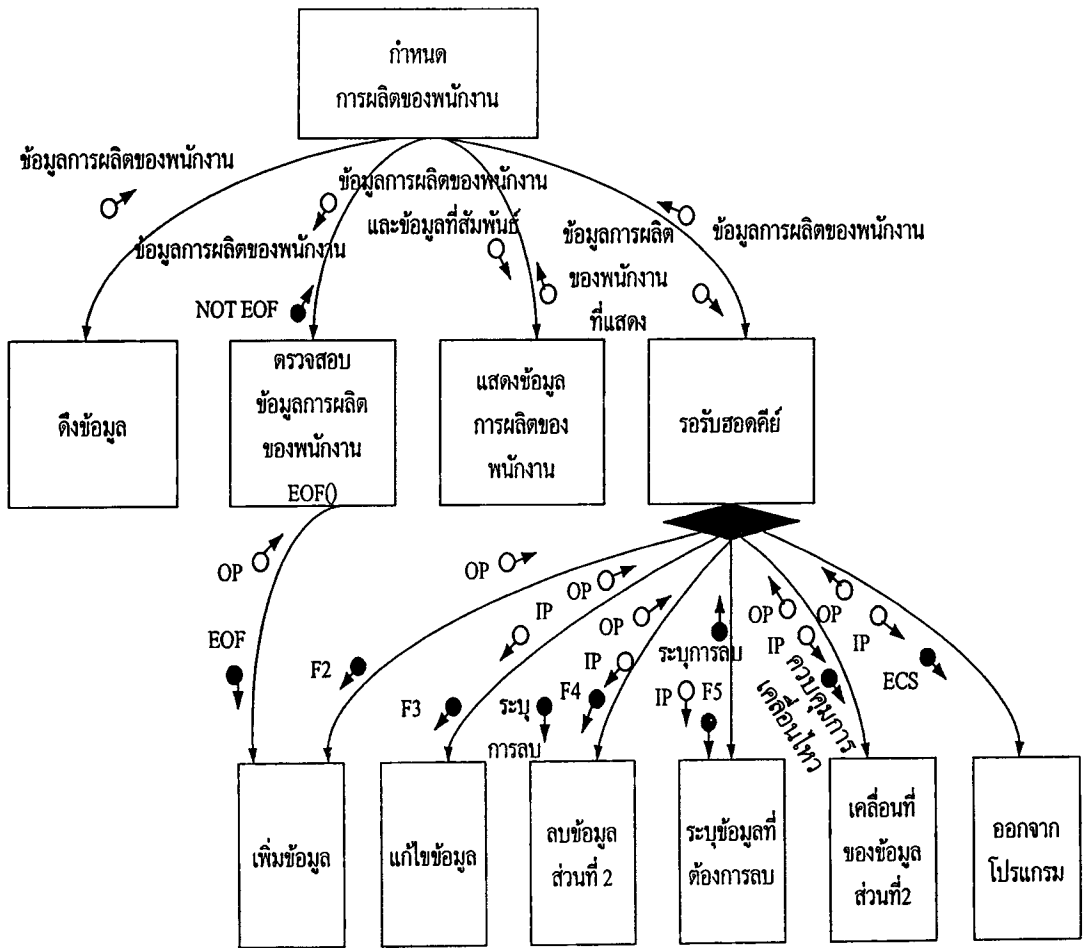 กำหนด
การผลิตของพนักงาน
ข้อมูลการผลิตของพนักงาน
ข้อมูลการผลิตของพนักงาน
และข้อมูลที่สัมพันธ์
ข้อมูลการผลิตของพนักงาน
ข้อมูลการผลิต
ของพนักงาน
ที่แสดง
ข้อมูลการผลิตของพนักงาน
NOT EOF
ดึงข้อมูล
ตรวจสอบ
ข้อมูลการผลิต
ของพนักงาน
EOF()
แสดงข้อมูล
การผลิตของ
พนักงาน
รอรับฮอดคีย์
OP
EOF
OP
F2
OP
IP
F3
OP
IP
F4
ระบุ
การลบ
ระบุการลบ
IP
F5
OP
IP
ควบคุมการ
เคลื่อนไหว
OP
IP
ECS
เพิ่มข้อมูล
แก้ไขข้อมูล
ลบข้อมูล
ส่วนที่ 2
ระบุข้อมูลที่
ต้องการลบ
เคลื่อนที่
ของข้อมูล
ส่วนที่2
ออกจาก
โปรแกรม